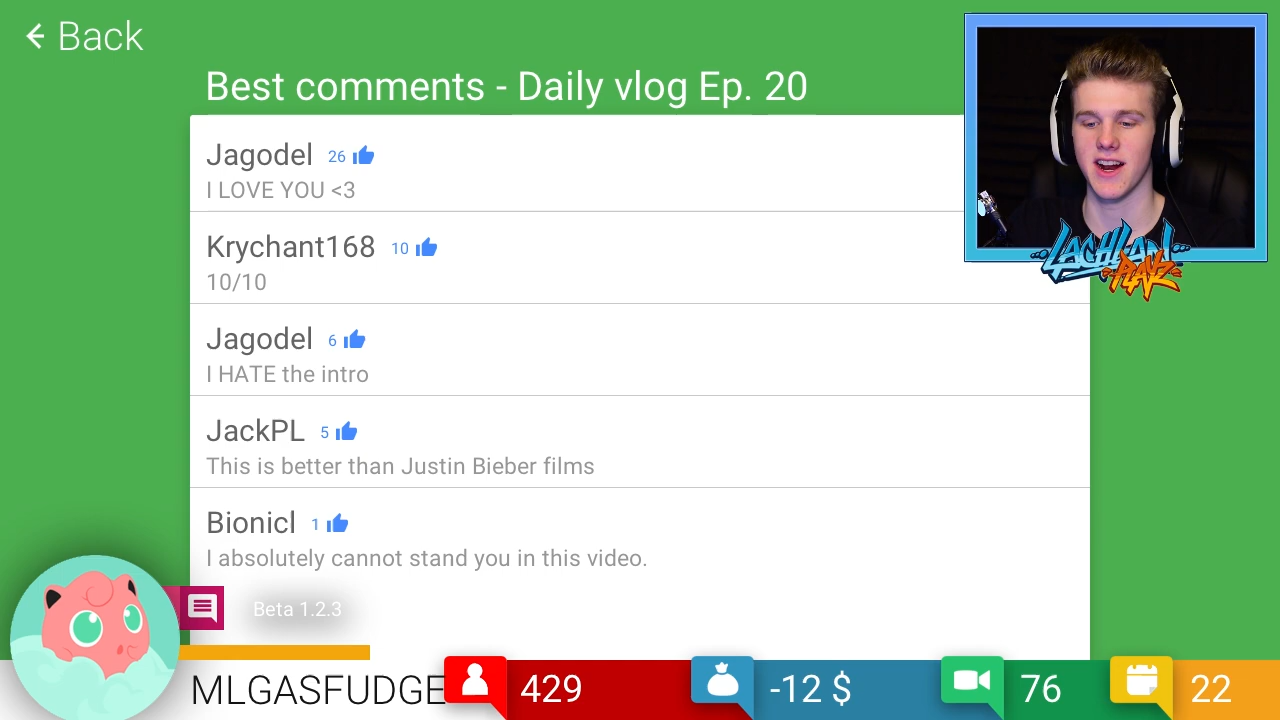 Back
Best comments - Daily vlog Ep. 20
Jagodel 26
I LOVE YOU <3
Krychant168 10
10/10
Jagodel 6
I HATE the intro
JackPL 5
This is better than Justin Bieber films
Bionicl 1
I absolutely cannot stand you in this video.
LACHLAN
PLAYZ
Beta 1.2.3
MLGASFUDGE 429 -12 $ 76 22